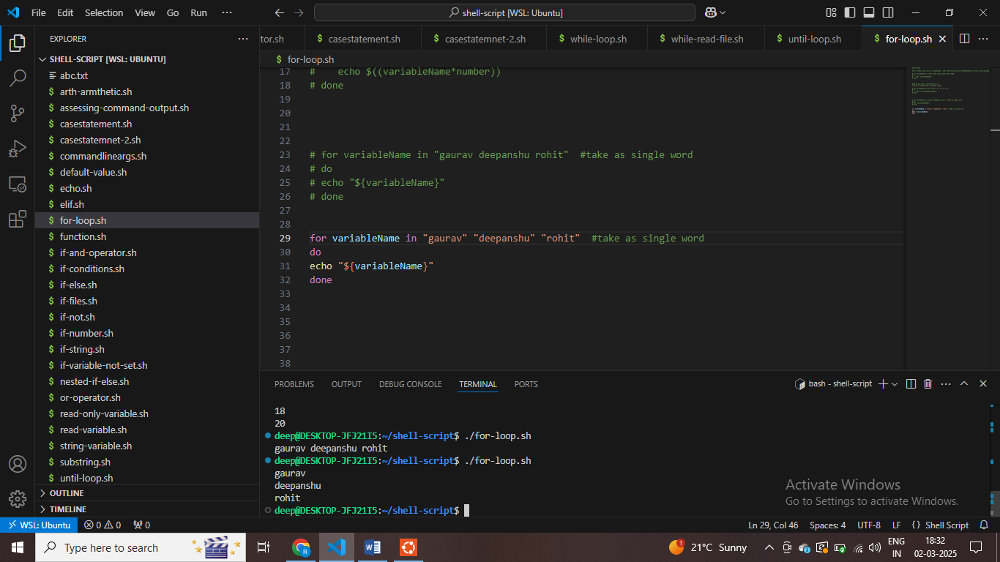 File Edit Selection View Go Run ··· shell-script [WSL: Ubuntu]
EXPLORER ···
tor.sh $ casestatement.sh $ casestatemnet-2.sh $ while-loop.sh $ while-read-file.sh $ until-loop.sh $ for-loop.sh
$ for-loop.sh
SHELL-SCRIPT [WSL: UBUNTU]
abc.txt
$ arth-armthetic.sh
$ assessing-command-output.sh
$ casestatement.sh
$ casestatemnet-2.sh
$ commandlineargs.sh
$ default-value.sh
$ echo.sh
$ elif.sh
$ for-loop.sh
$ function.sh
$ if-and-operator.sh
$ if-conditions.sh
$ if-else.sh
$ if-files.sh
$ if-not.sh
$ if-number.sh
$ if-string.sh
$ if-variable-not-set.sh
$ nested-if-else.sh
$ or-operator.sh
$ read-only-variable.sh
$ read-variable.sh
$ string-variable.sh
$ substring.sh
$ until-loop.sh
OUTLINE
TIMELINE
17 #    echo $((variableName*number))
18 # done
19
20
21
22
23 # for variableName in "gaurav deepanshu rohit"  #take as single word
24 # do
25 # echo "${variableName}"
26 # done
27
28
29 for variableName in "gaurav" "deepanshu" "rohit"  #take as single word
30 do
31 echo "${variableName}"
32 done
33
34
35
36
37
38
PROBLEMS OUTPUT DEBUG CONSOLE TERMINAL PORTS bash - shell-script
18
20
deep@DESKTOP-JFJ21I5:~/shell-script$ ./for-loop.sh
gaurav deepanshu rohit
deep@DESKTOP-JFJ21I5:~/shell-script$ ./for-loop.sh
gaurav
deepanshu
rohit
deep@DESKTOP-JFJ21I5:~/shell-script$
Activate Windows
Go to Settings to activate Windows.
WSL: Ubuntu 0 0 0 Ln 29, Col 46 Spaces: 4 UTF-8 LF {} Shell Script
Type here to search 1 21°C Sunny ENG IN 18:32 02-03-2025